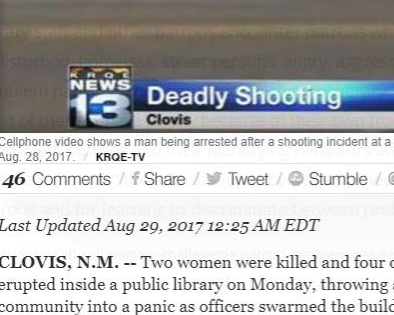 KRQE
NEWS
13
Deadly Shooting
Clovis
Cellphone video shows a man being arrested after a shooting incident at a
Aug. 28, 2017. / KRQE-TV
46 Comments / f Share / Tweet / Stumble /
Last Updated Aug 29, 2017 12:25 AM EDT
CLOVIS, N.M. -- Two women were killed and four
erupted inside a public library on Monday, throwing
community into a panic as officers swarmed the